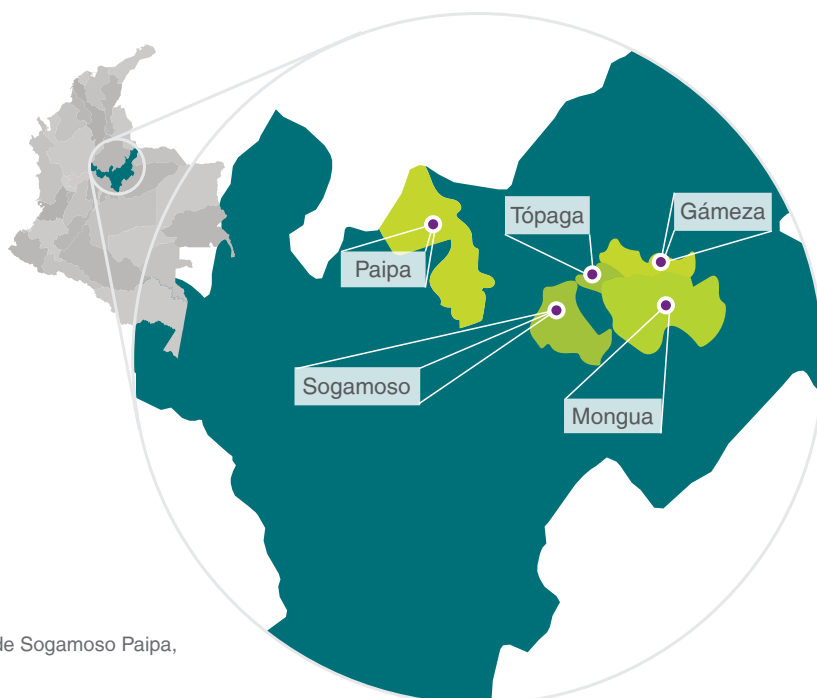 Tópaga
Gámeza
Paipa
Sogamoso
Mongua
de Sogamoso Paipa,